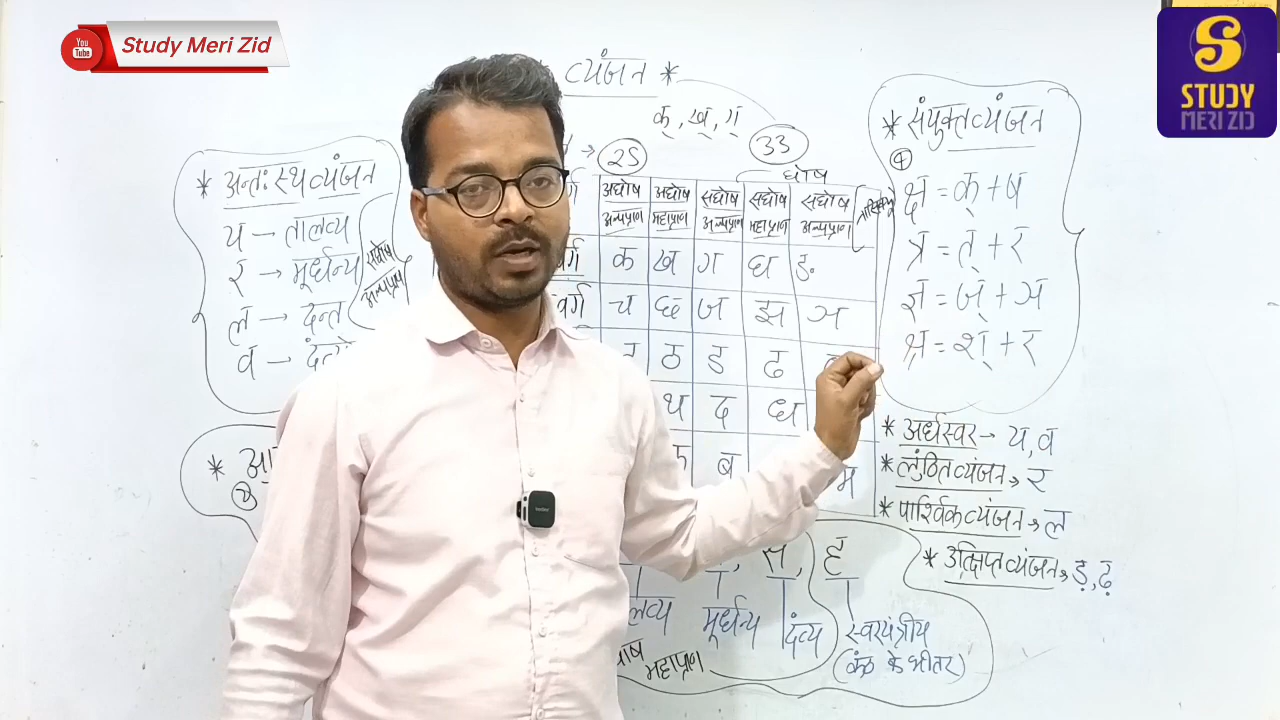 You Tube
Study Meri Zid
S
STUDY
MERI ZID
व्यंजन *
क्, ख्, ग्
25
33
घोष
अघोष अघोष सघोष सघोष सघोष
अल्पप्राण महाप्राण अल्पप्राण महाप्राण अल्पप्राण
क ख ग घ ङ
च छ ज झ ञ
ठ ड ढ
थ द ध
ब म
* अन्तः स्थ व्यंजन
य – तालव्य
र → मूर्धन्य
ल → दन्त
व –
सघोष
अल्पप्राण
* संयुक्त व्यंजन
④
क्ष = क् + ष
त्र = त् + र
ज्ञ = ज् + ञ
श्र = श् + र
* अर्धस्वर → य, व
* लुंठित व्यंजन → र
* पार्श्विक व्यंजन → ल
* उत्क्षिप्त व्यंजन → ड़, ढ़
स, ह
मूर्धन्य दंत्य स्वरयंत्रीय
महाप्राण (कंठ के भीतर)